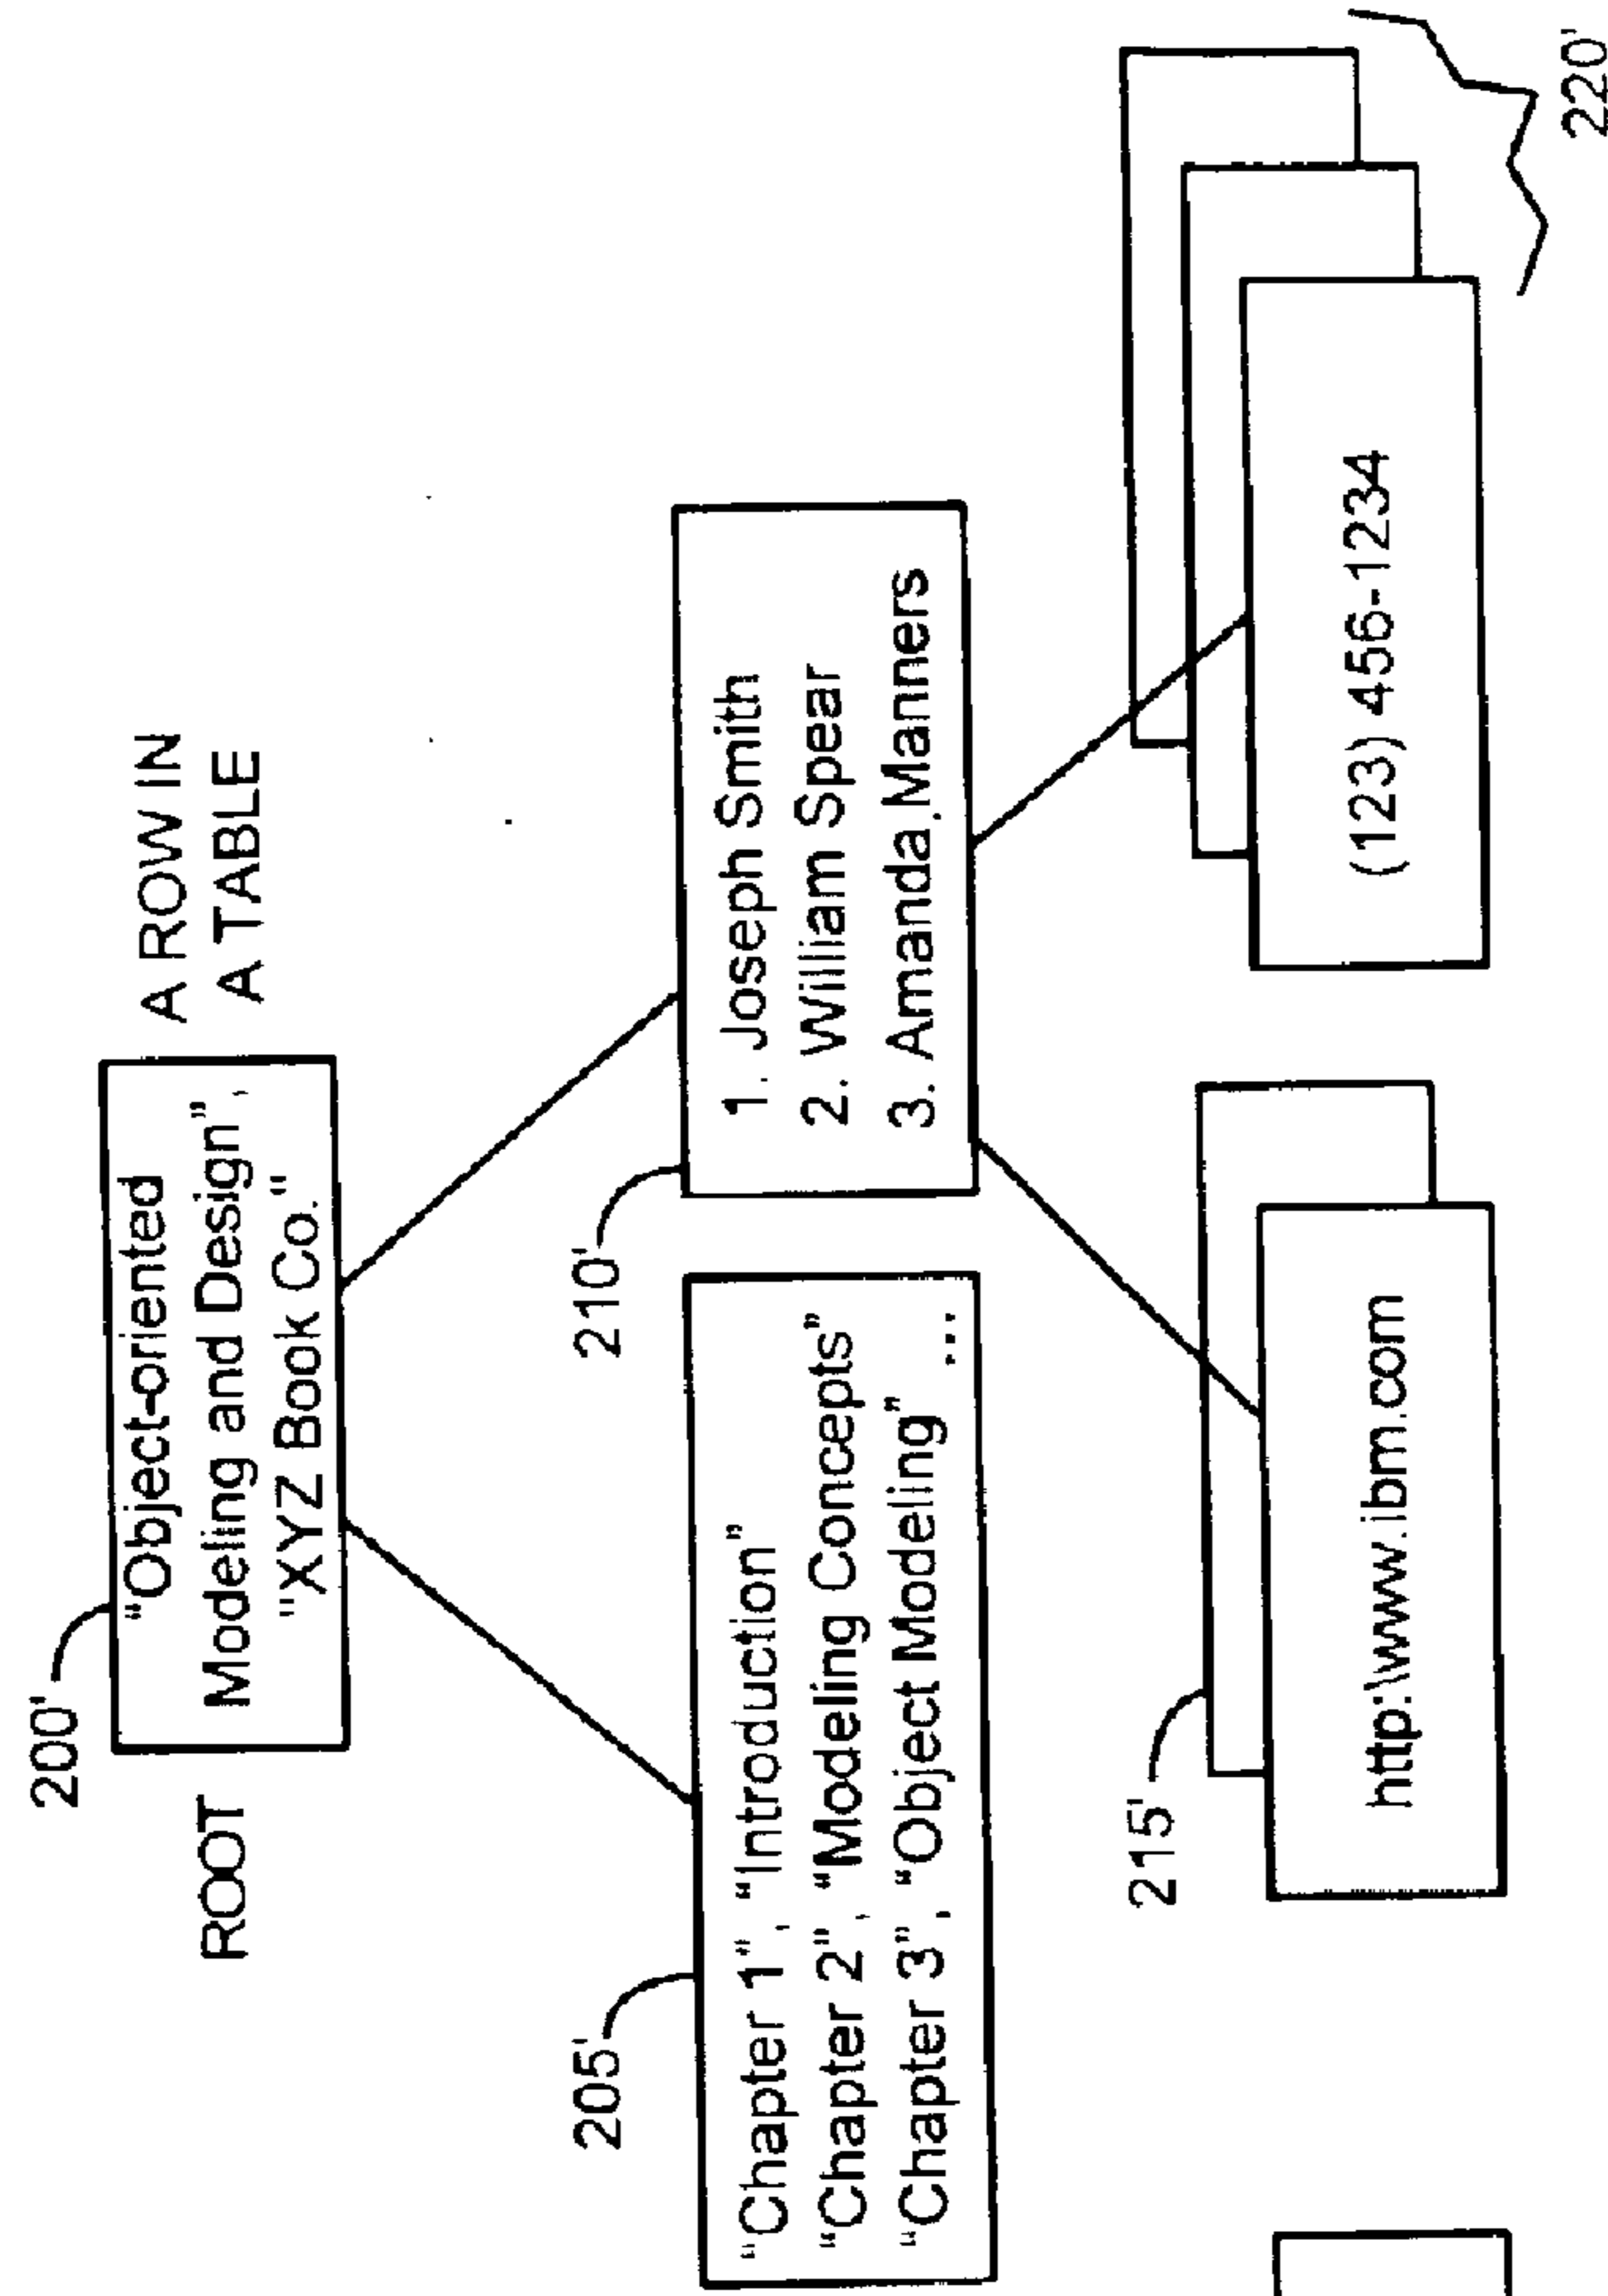 200'
ROOT
"Object-oriented
Modeling and Design",
"XYZ Book Co."
A ROW IN
A TABLE
205'
"Chapter 1", "Introduction"
"Chapter 2", "Modeling Concepts"
"Chapter 3", "Object Modeling" ...
210'
1. Joseph Smith
2. William Spear
3. Amanda Manners
215'
http:\\www.ibm.com
(123) 456-1234
220'